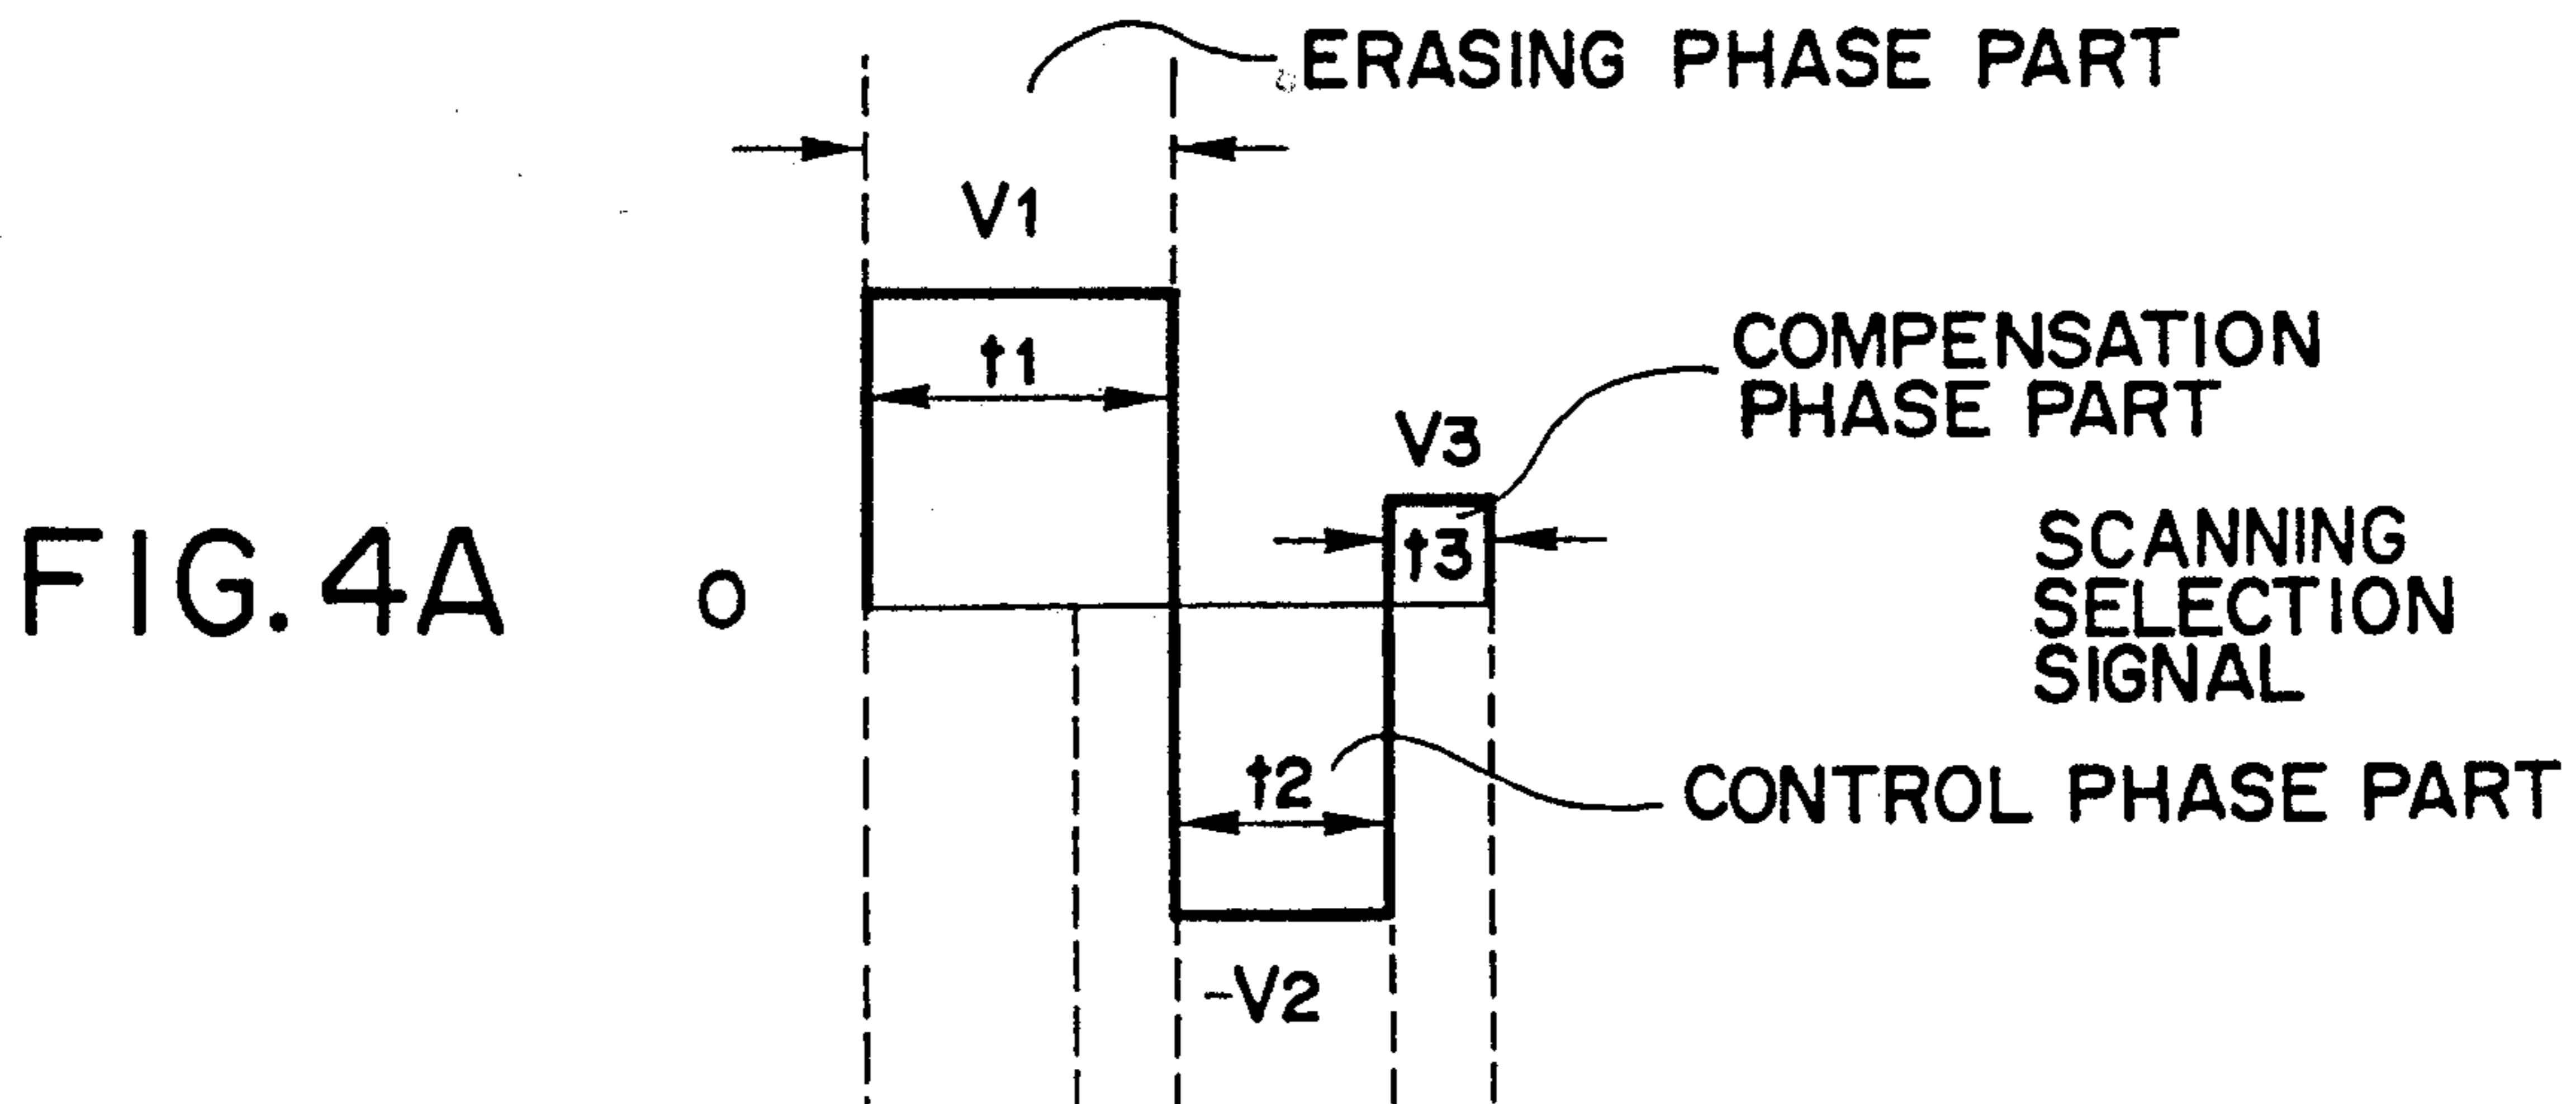 ERASING PHASE PART
V1
t1
COMPENSATION
PHASE PART
V3
t3
FIG. 4A
O
SCANNING
SELECTION
SIGNAL
t2
CONTROL PHASE PART
-V2